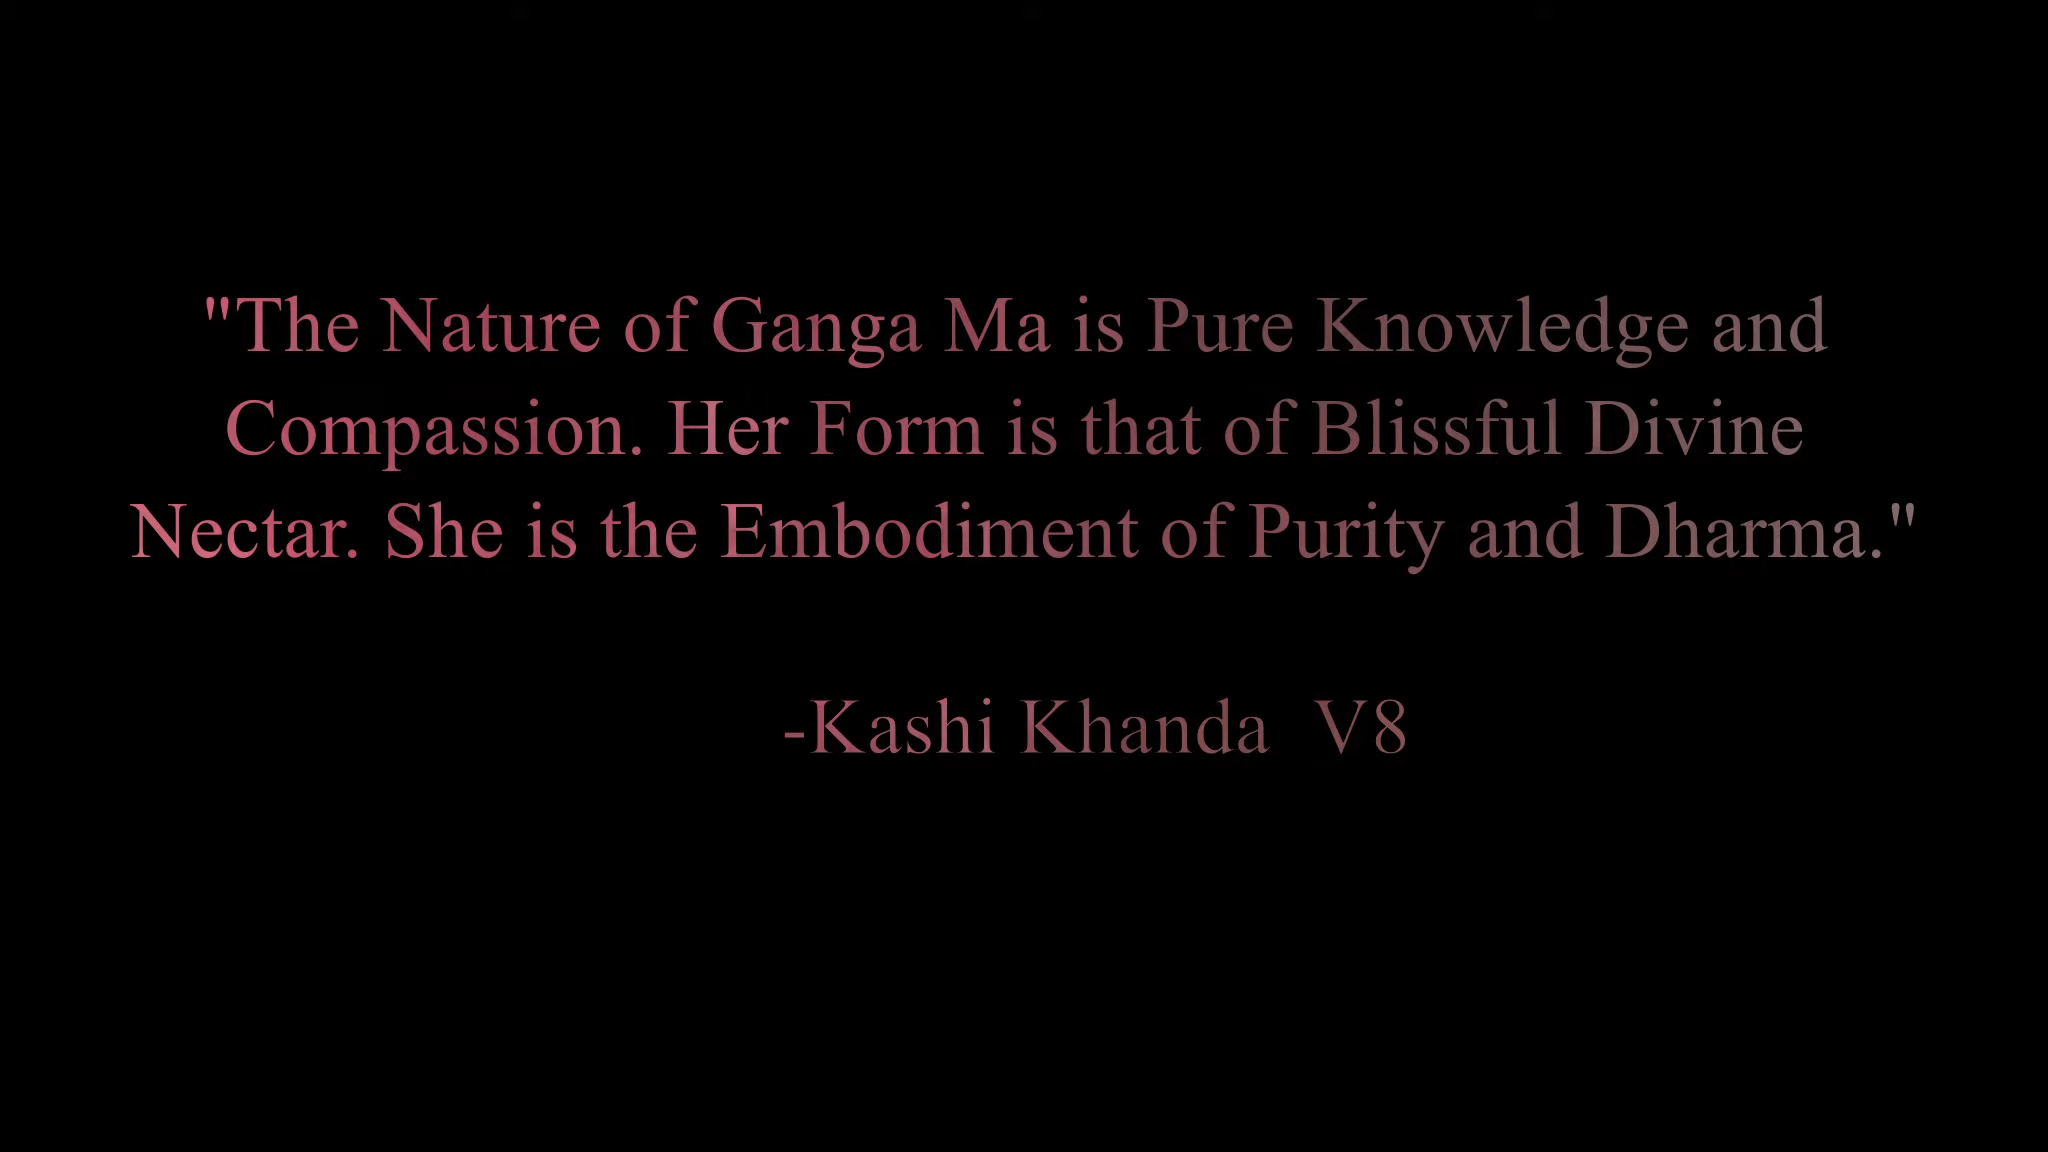 "The Nature of Ganga Ma is Pure Knowledge and
Compassion. Her Form is that of Blissful Divine
Nectar. She is the Embodiment of Purity and Dharma."
-Kashi Khanda  V8